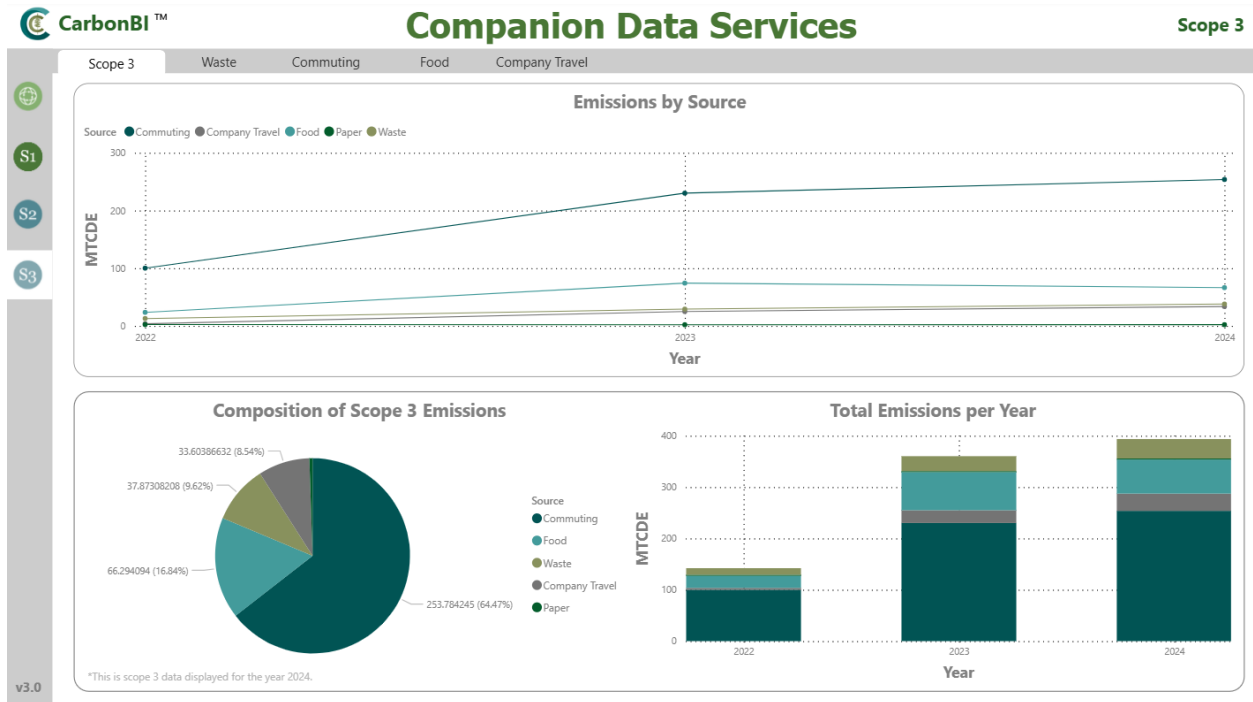 CarbonBI ™
Companion Data Services
Scope 3
Scope 3 Waste Commuting Food Company Travel
S1
S2
S3
v3.0
Emissions by Source
Source Commuting Company Travel Food Paper Waste
300
200
100
0
MTCDE
2022 2023 2024
Year
Composition of Scope 3 Emissions
33.60386632 (8.54%)
37.87308208 (9.62%)
66.294094 (16.84%)
253.784245 (64.47%)
Source
Commuting
Food
Waste
Company Travel
Paper
*This is scope 3 data displayed for the year 2024.
Total Emissions per Year
400
300
200
100
0
MTCDE
2022 2023 2024
Year